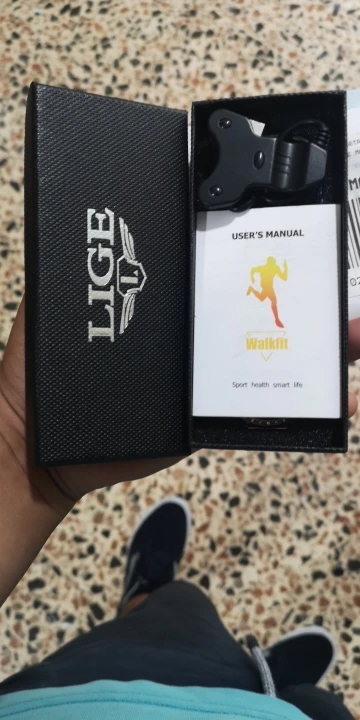 LIGE
L
USER'S MANUAL
Walkfit
Sport health smart life.